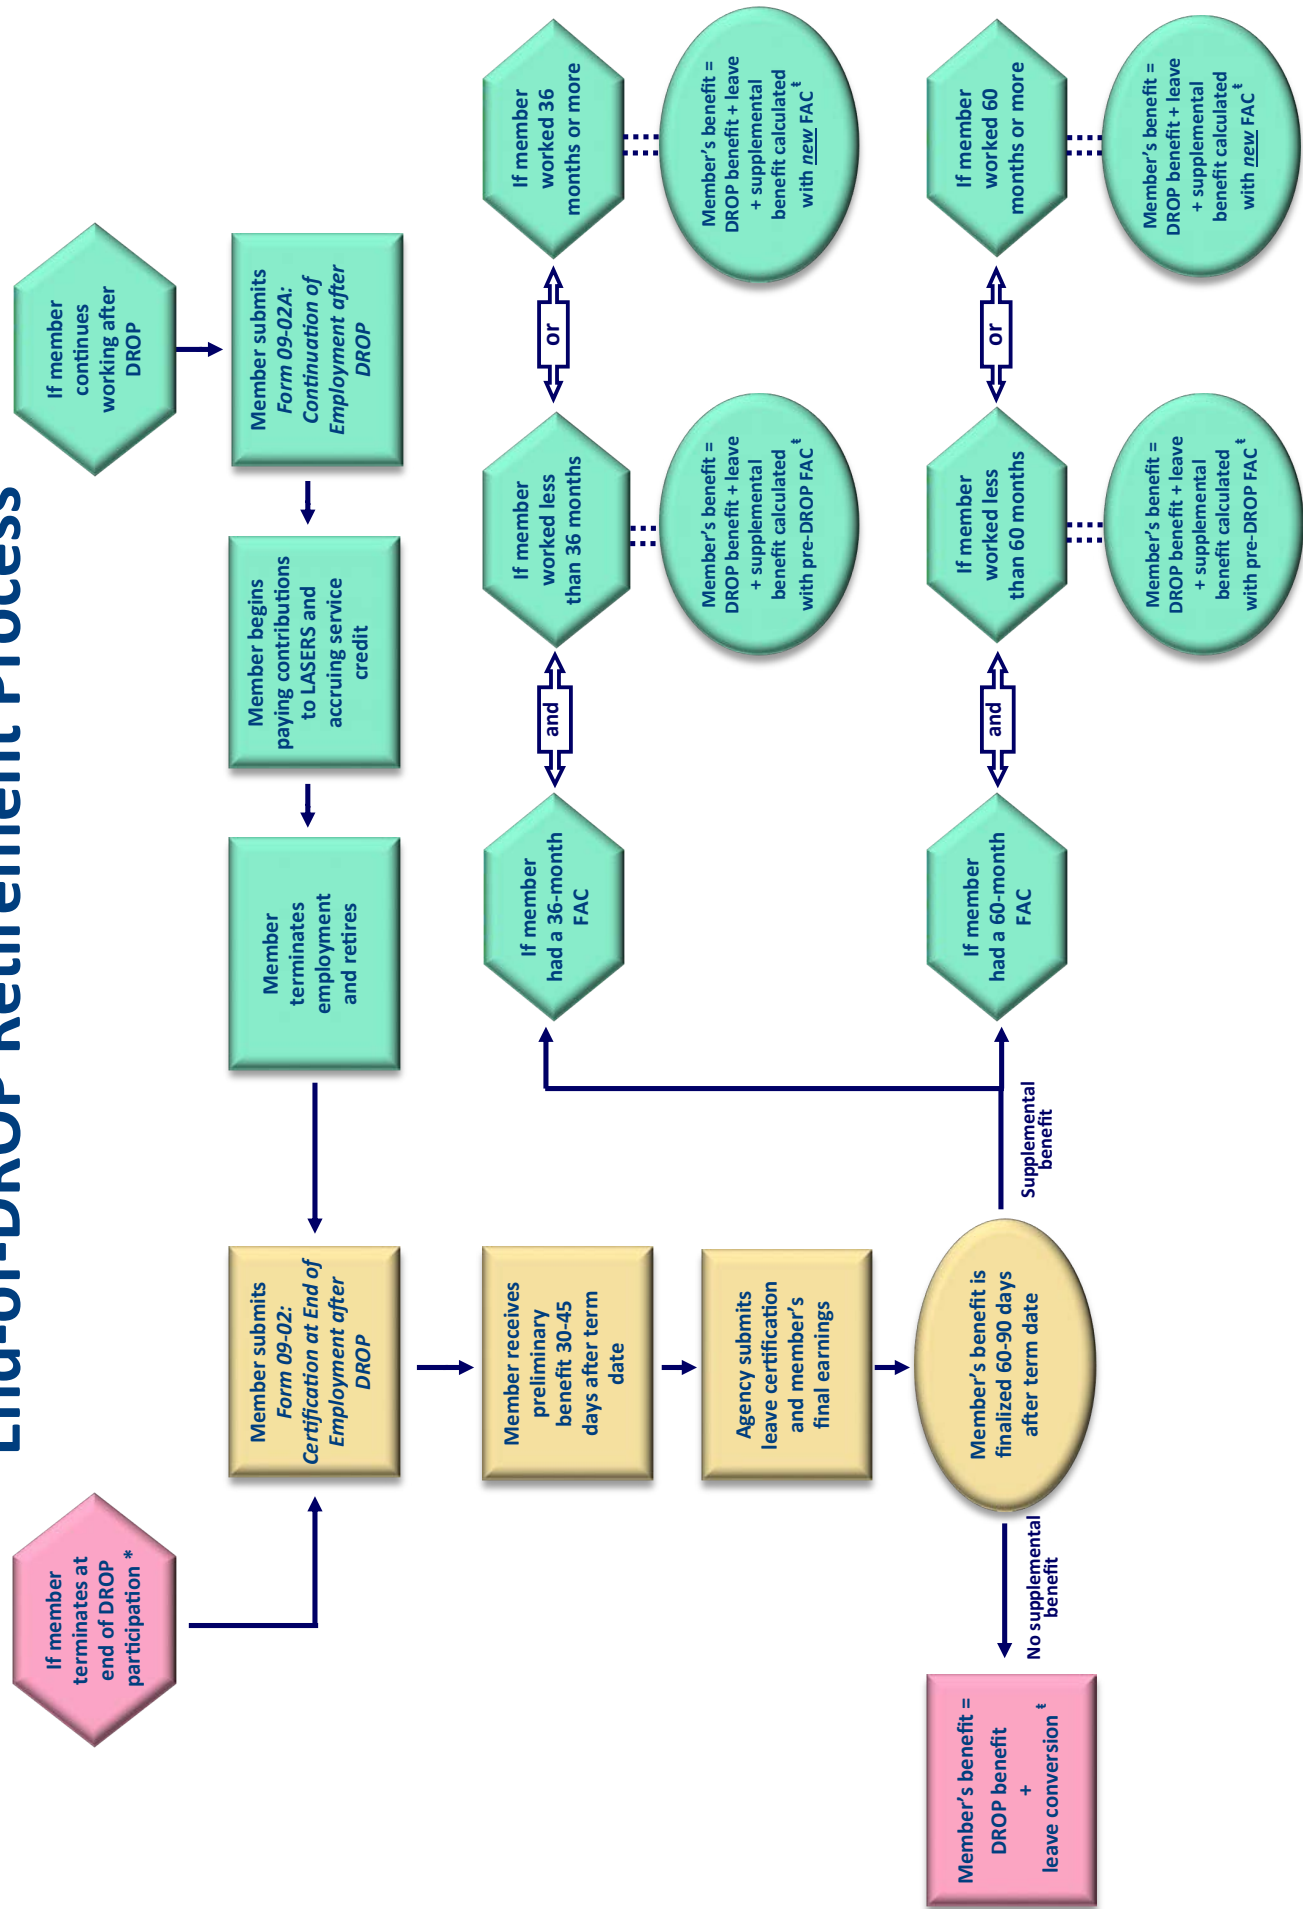 End-of-DROP Retirement Process
If member
terminates at
end of DROP
participation *
If member
continues
working after
DROP
Member submits
Form 09-02:
Certification at End of
Employment after
DROP
Member
terminates
employment
and retires
Member begins
paying contributions
to LASERS and
accruing service
credit
Member submits
Form 09-02A:
Continuation of
Employment after
DROP
Member receives
preliminary
benefit 30-45
days after term
date
Agency submits
leave certification
and member's
final earnings
Member's benefit is
finalized 60-90 days
after term date
No supplemental
benefit
Supplemental
benefit
Member's benefit =
DROP benefit
+
leave conversion ŧ
If member
had a 36-month
FAC
and
If member
worked less
than 36 months
or
If member
worked 36
months or more
Member's benefit =
DROP benefit + leave
+ supplemental
benefit calculated
with pre-DROP FAC ŧ
Member's benefit =
DROP benefit + leave
+ supplemental
benefit calculated
with new FAC ŧ
If member
had a 60-month
FAC
and
If member
worked less
than 60 months
or
If member
worked 60
months or more
Member's benefit =
DROP benefit + leave
+ supplemental
benefit calculated
with pre-DROP FAC ŧ
Member's benefit =
DROP benefit + leave
+ supplemental
benefit calculated
with new FAC ŧ